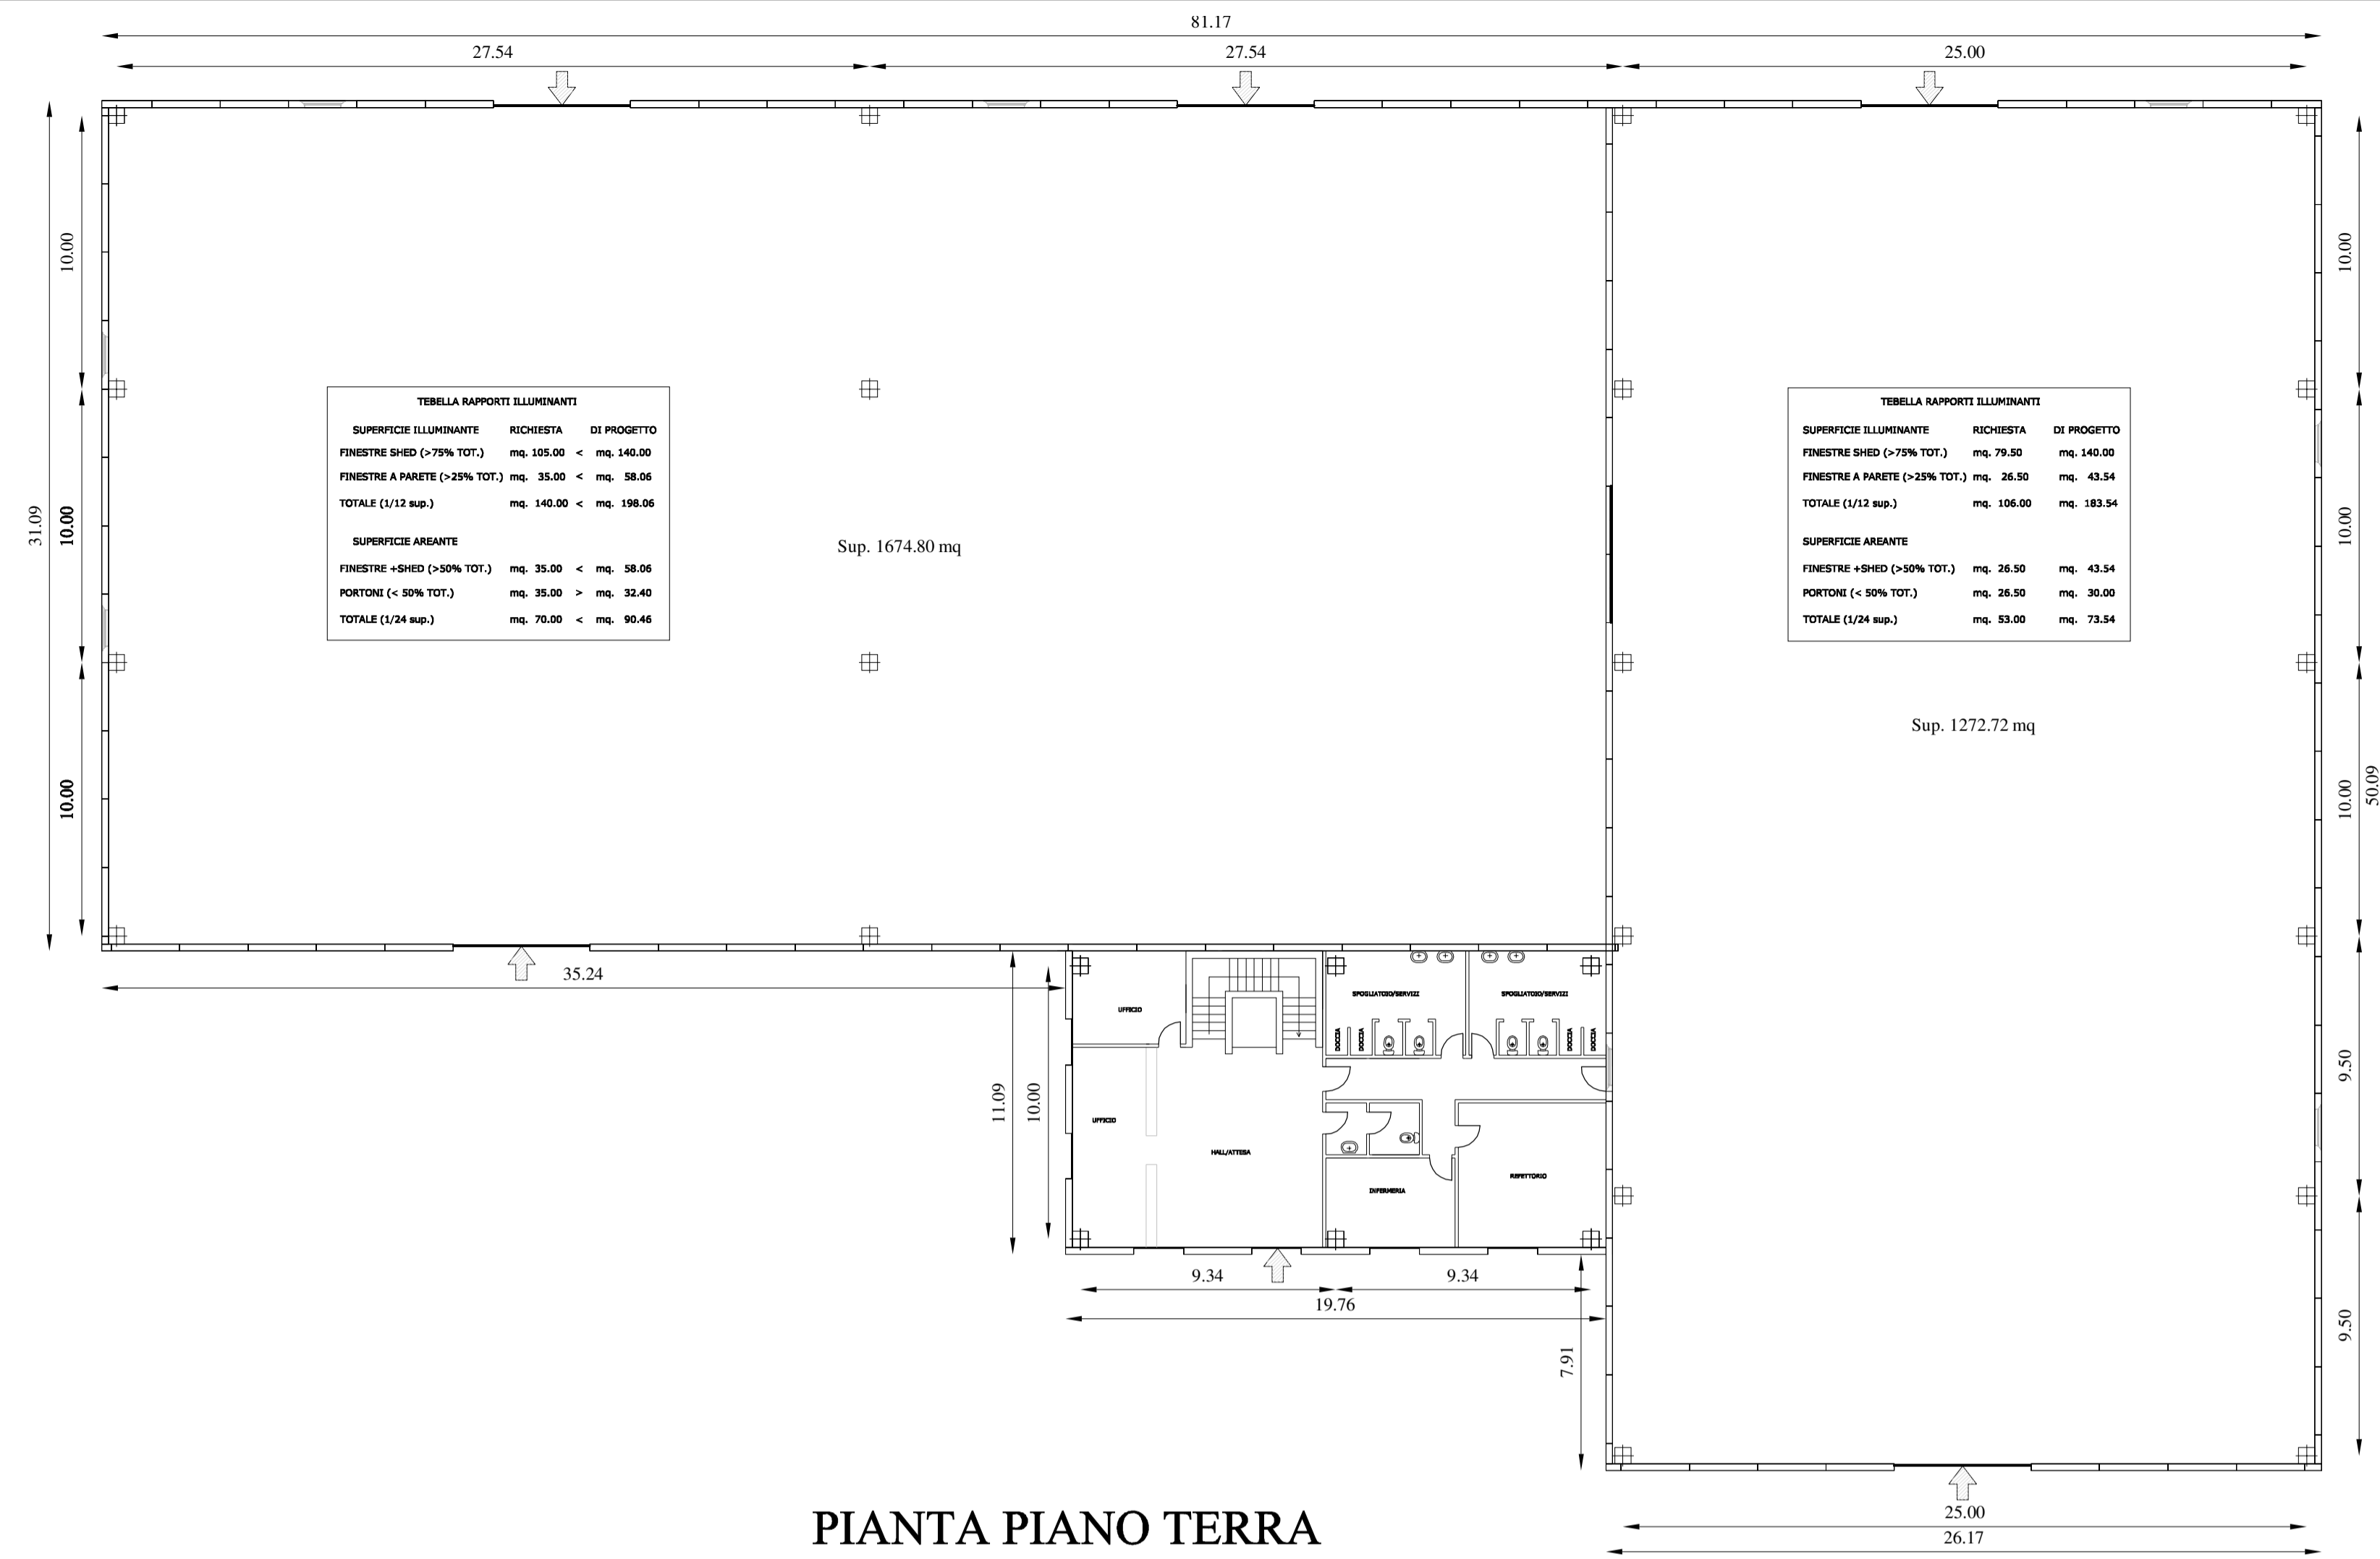 81.17
27.54
27.54
25.00
10.00
10.00
10.00
31.09
TEBELLA RAPPORTI ILLUMINANTI
SUPERFICIE ILLUMINANTE RICHIESTA DI PROGETTO
FINESTRE SHED (>75% TOT.) mq. 105.00 < mq. 140.00
FINESTRE A PARETE (>25% TOT.) mq. 35.00 < mq. 58.06
TOTALE (1/12 sup.) mq. 140.00 < mq. 198.06
SUPERFICIE AREANTE
FINESTRE +SHED (>50% TOT.) mq. 35.00 < mq. 58.06
PORTONI (< 50% TOT.) mq. 35.00 > mq. 32.40
TOTALE (1/24 sup.) mq. 70.00 < mq. 90.46
Sup. 1674.80 mq
TEBELLA RAPPORTI ILLUMINANTI
SUPERFICIE ILLUMINANTE RICHIESTA DI PROGETTO
FINESTRE SHED (>75% TOT.) mq. 79.50 mq. 140.00
FINESTRE A PARETE (>25% TOT.) mq. 26.50 mq. 43.54
TOTALE (1/12 sup.) mq. 106.00 mq. 183.54
SUPERFICIE AREANTE
FINESTRE +SHED (>50% TOT.) mq. 26.50 mq. 43.54
PORTONI (< 50% TOT.) mq. 26.50 mq. 30.00
TOTALE (1/24 sup.) mq. 53.00 mq. 73.54
Sup. 1272.72 mq
10.00
10.00
10.00
50.09
9.50
9.50
35.24
11.09
10.00
UFFICIO
SPOGLIATOIO/SERVIZI
SPOGLIATOIO/SERVIZI
DOCCIA
DOCCIA
DOCCIA
DOCCIA
UFFICIO
HALL/ATTESA
INFERMERIA
REFETTORIO
9.34
9.34
19.76
7.91
PIANTA PIANO TERRA
25.00
26.17